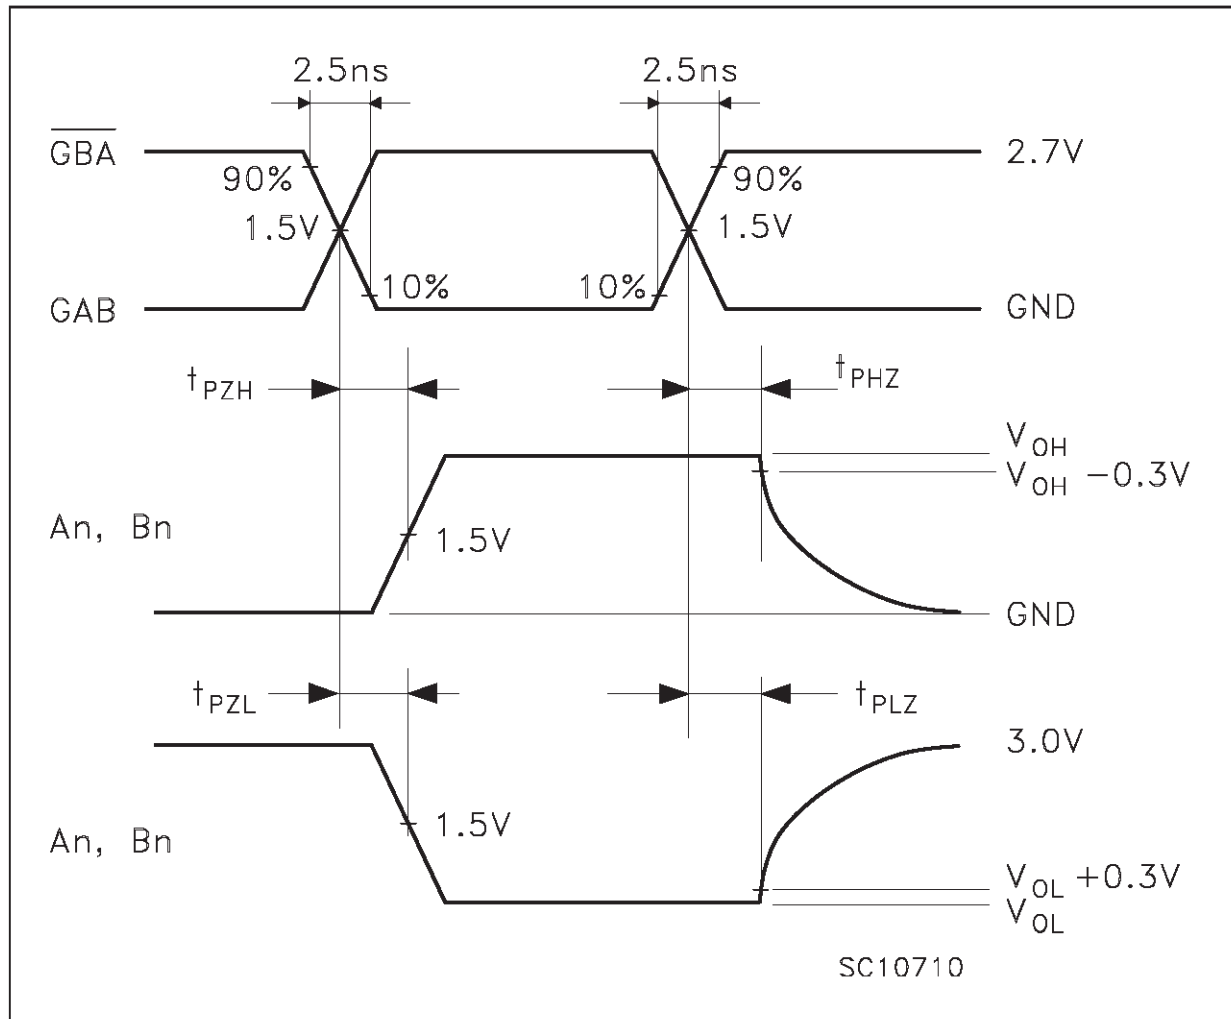 2.5ns 2.5ns
GBA 2.7V
90% 90%
1.5V 1.5V
10% 10%
GAB GND
tPZH tPHZ
VOH
VOH −0.3V
An, Bn 1.5V
GND
tPZL tPLZ
3.0V
An, Bn 1.5V
VOL +0.3V
VOL
SC10710